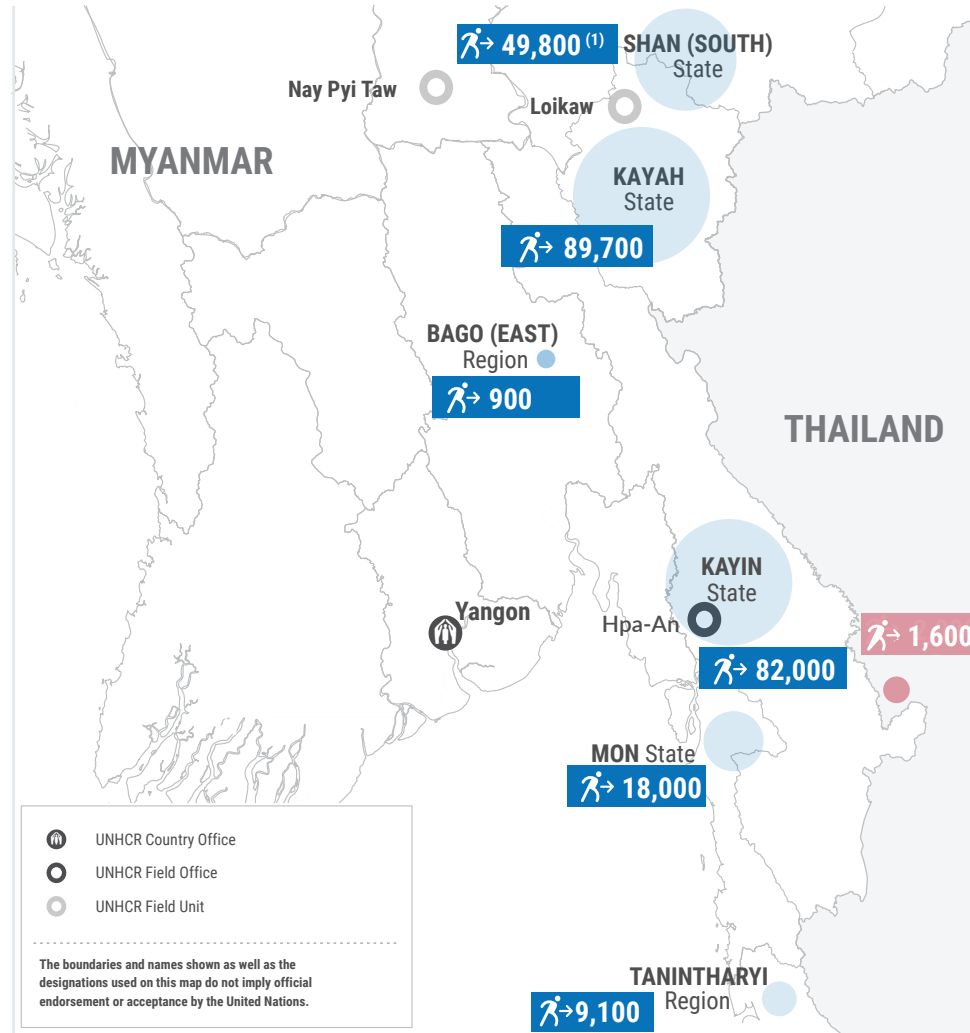 49,800 (1)
SHAN (SOUTH)
State
Nay Pyi Taw
Loikaw
MYANMAR
KAYAH
State
89,700
BAGO (EAST)
Region
900
THAILAND
KAYIN
State
Yangon
Hpa-An
1,600
82,000
MON State
18,000
UNHCR Country Office
UNHCR Field Office
UNHCR Field Unit
The boundaries and names shown as well as the
designations used on this map do not imply official
endorsement or acceptance by the United Nations.
TANINTHARYI
Region
9,100